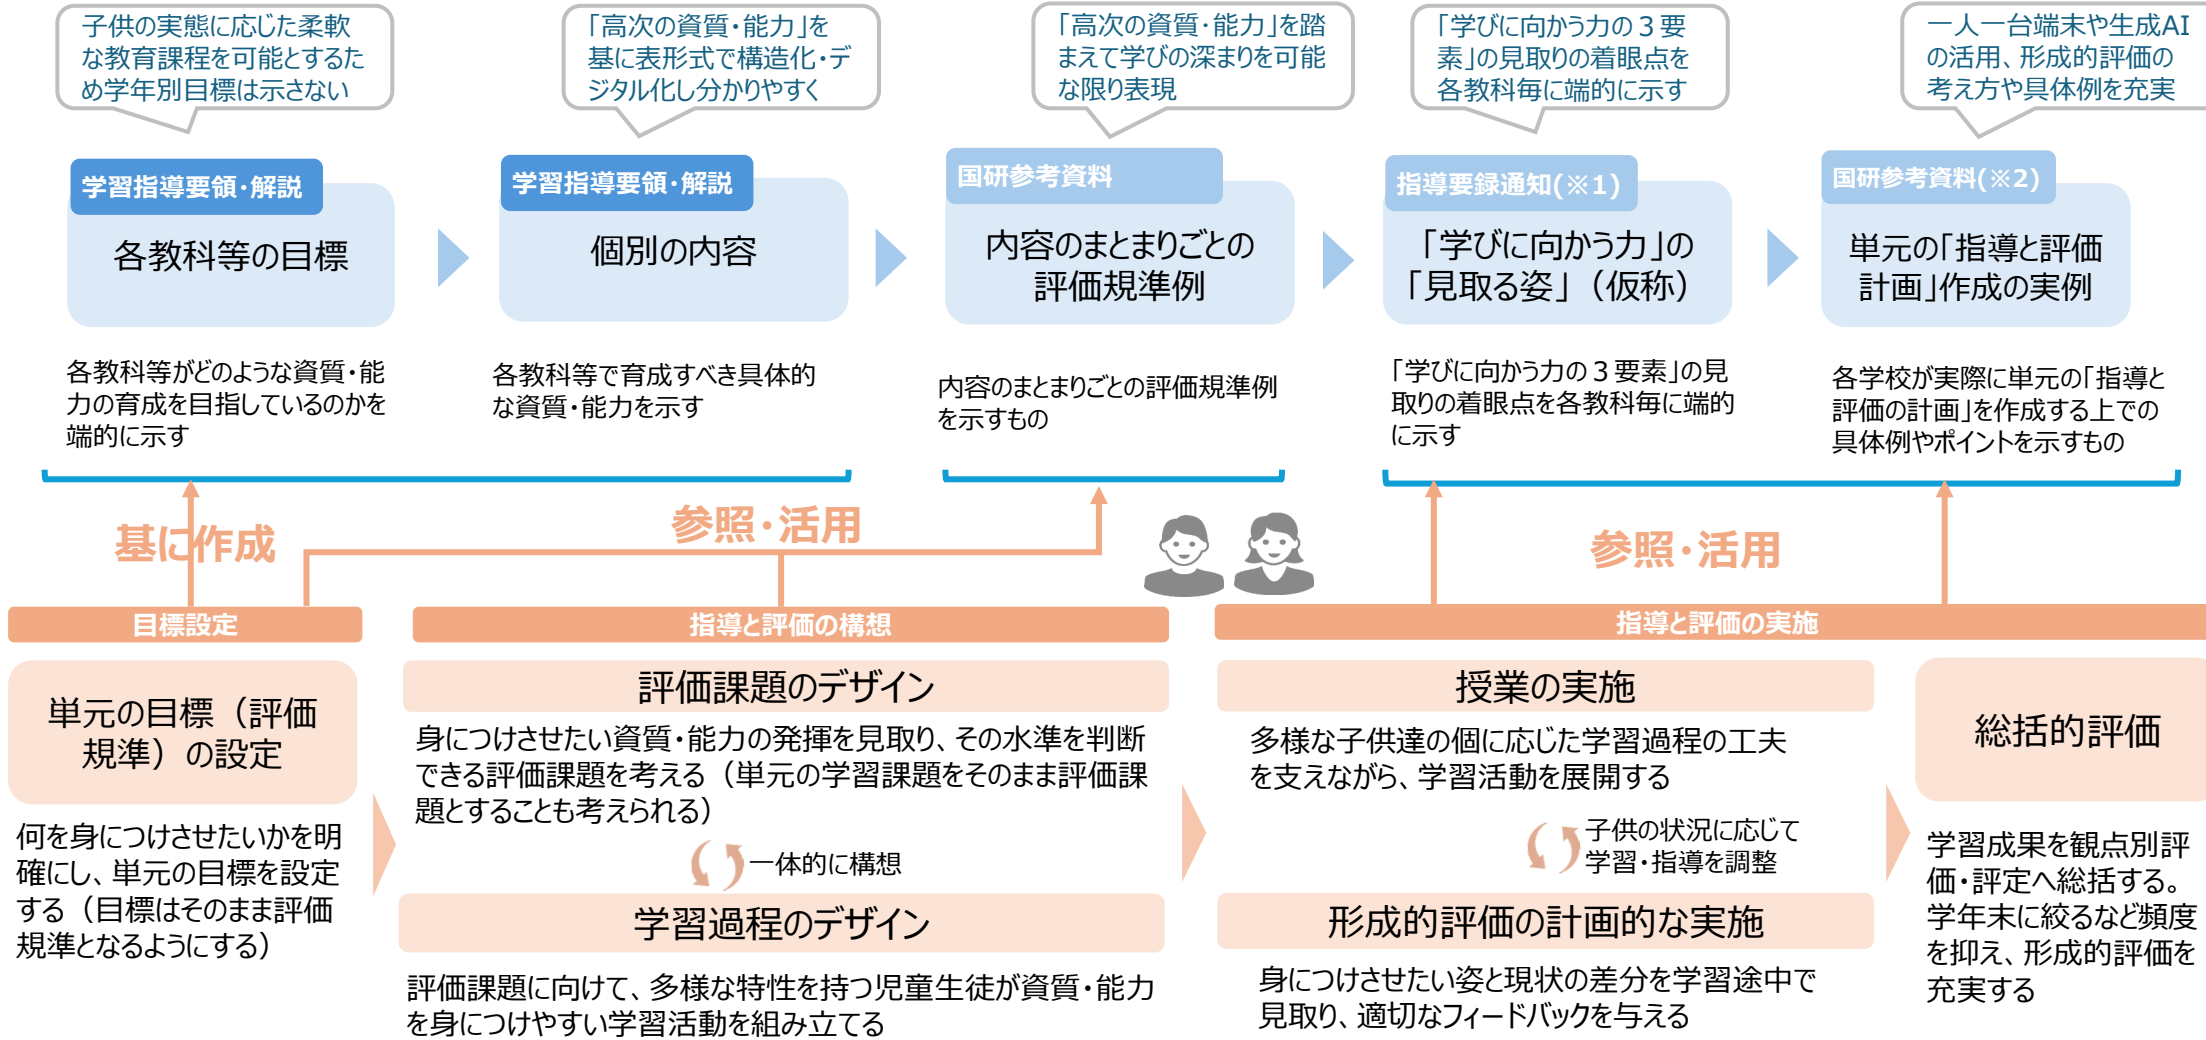 子供の実態に応じた柔軟
な教育課程を可能とするた
め学年別目標は示さない
「高次の資質・能力」を
基に表形式で構造化・デ
ジタル化し分かりやすく
「高次の資質・能力」を踏
まえて学びの深まりを可能
な限り表現
「学びに向かう力の３要
素」の見取りの着眼点を
各教科毎に端的に示す
一人一台端末や生成AI
の活用、形成的評価の
考え方や具体例を充実
学習指導要領・解説
各教科等の目標
学習指導要領・解説
個別の内容
国研参考資料
内容のまとまりごとの
評価規準例
指導要録通知(※1)
「学びに向かう力」の
「見取る姿」（仮称）
国研参考資料(※2)
単元の「指導と評価
計画」作成の実例
各教科等がどのような資質・能
力の育成を目指しているのかを
端的に示す
各教科等で育成すべき具体的
な資質・能力を示す
内容のまとまりごとの評価規準例
を示すもの
「学びに向かう力の３要素」の見
取りの着眼点を各教科毎に端的
に示す
各学校が実際に単元の「指導と
評価の計画」を作成する上での
具体例やポイントを示すもの
基に作成
参照・活用
参照・活用
目標設定
指導と評価の構想
指導と評価の実施
単元の目標（評価
規準）の設定
何を身につけさせたいかを明
確にし、単元の目標を設定
する（目標はそのまま評価
規準となるようにする）
評価課題のデザイン
身につけさせたい資質・能力の発揮を見取り、その水準を判断
できる評価課題を考える（単元の学習課題をそのまま評価課
題とすることも考えられる）
一体的に構想
学習過程のデザイン
評価課題に向けて、多様な特性を持つ児童生徒が資質・能力
を身につけやすい学習活動を組み立てる
授業の実施
多様な子供達の個に応じた学習過程の工夫
を支えながら、学習活動を展開する
子供の状況に応じて
学習・指導を調整
形成的評価の計画的な実施
身につけさせたい姿と現状の差分を学習途中で
見取り、適切なフィードバックを与える
総括的評価
学習成果を観点別評
価・評定へ総括する。
学年末に絞るなど頻度
を抑え、形成的評価を
充実する